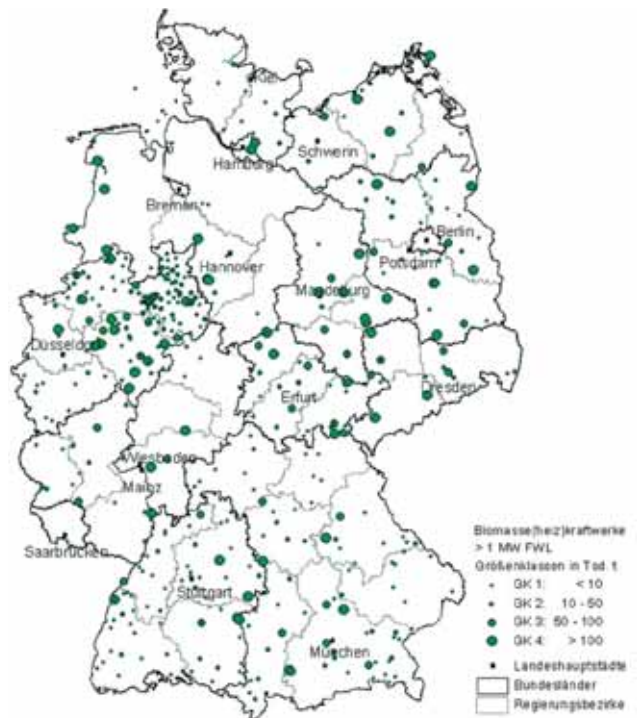 Kiel
Schwerin
Hamburg
Bremen
Berlin
Hannover
Potsdam
Magdeburg
Düsseldorf
Dresden
Erfurt
Wiesbaden
Mainz
Saarbrücken
Stuttgart
München
Biomasse(heiz)kraftwerke
> 1 MW FWL
Größenklassen in Tsd. t
GK 1: < 10
GK 2: 10 - 50
GK 3: 50 - 100
GK 4: > 100
Landeshauptstädte
Bundesländer
Regierungsbezirke